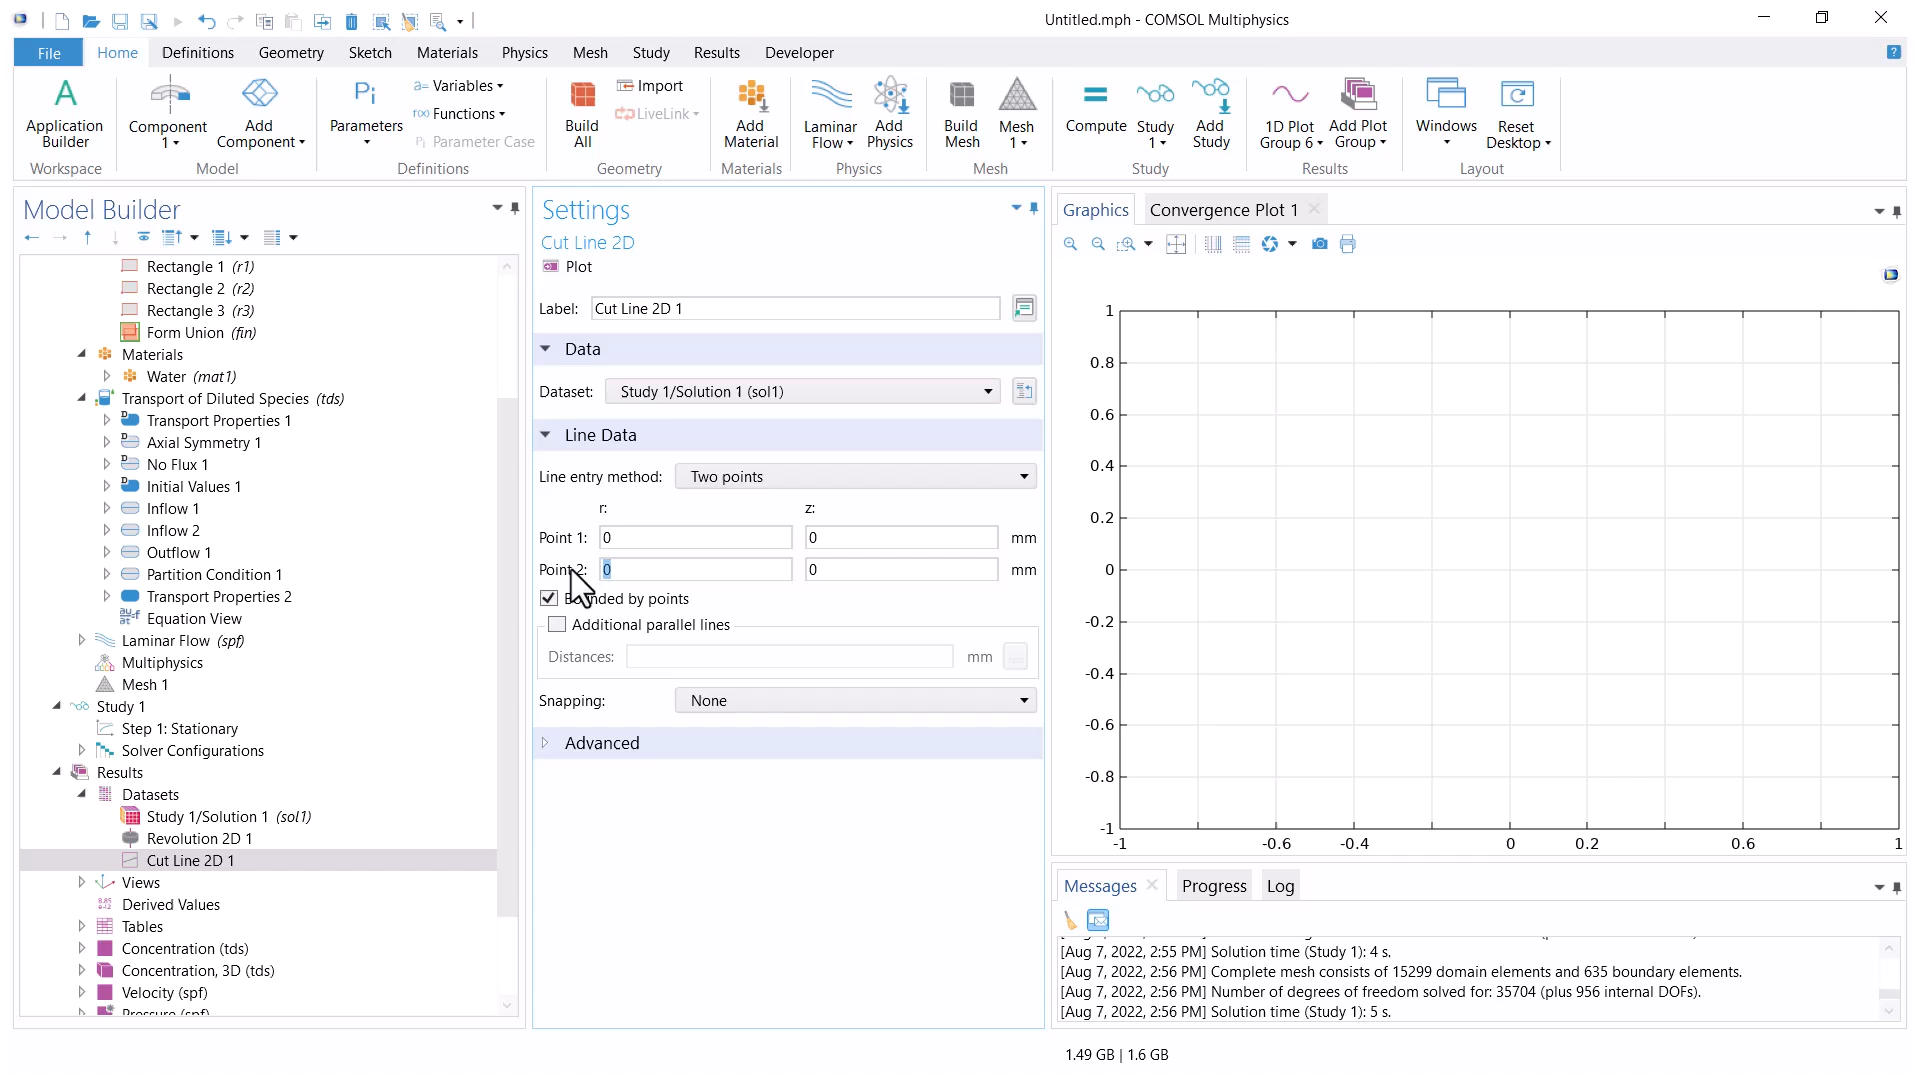 Untitled.mph - COMSOL Multiphysics
File Home Definitions Geometry Sketch Materials Physics Mesh Study Results Developer
Application Builder
Workspace
Component 1
Add Component
Model
Pi
Parameters
a= Variables
f(x) Functions
Pi Parameter Case
Definitions
Build All
Import
LiveLink
Geometry
Add Material
Materials
Laminar Flow
Add Physics
Physics
Build Mesh
Mesh 1
Mesh
Compute
Study 1
Add Study
Study
1D Plot Group 6
Add Plot Group
Results
Windows
Reset Desktop
Layout
Model Builder
Rectangle 1 (r1)
Rectangle 2 (r2)
Rectangle 3 (r3)
Form Union (fin)
Materials
Water (mat1)
Transport of Diluted Species (tds)
Transport Properties 1
Axial Symmetry 1
No Flux 1
Initial Values 1
Inflow 1
Inflow 2
Outflow 1
Partition Condition 1
Transport Properties 2
Equation View
Laminar Flow (spf)
Multiphysics
Mesh 1
Study 1
Step 1: Stationary
Solver Configurations
Results
Datasets
Study 1/Solution 1 (sol1)
Revolution 2D 1
Cut Line 2D 1
Views
Derived Values
Tables
Concentration (tds)
Concentration, 3D (tds)
Velocity (spf)
Pressure (spf)
Settings
Cut Line 2D
Plot
Label: Cut Line 2D 1
Data
Dataset: Study 1/Solution 1 (sol1)
Line Data
Line entry method: Two points
r: z:
Point 1: 0 0 mm
Point 2: 0 0 mm
Bounded by points
Additional parallel lines
Distances: mm
Snapping: None
Advanced
Graphics Convergence Plot 1
1
0.8
0.6
0.4
0.2
0
-0.2
-0.4
-0.6
-0.8
-1
-1 -0.6 -0.4 0 0.2 0.6 1
Messages Progress Log
[Aug 7, 2022, 2:55 PM] Solution time (Study 1): 4 s.
[Aug 7, 2022, 2:56 PM] Complete mesh consists of 15299 domain elements and 635 boundary elements.
[Aug 7, 2022, 2:56 PM] Number of degrees of freedom solved for: 35704 (plus 956 internal DOFs).
[Aug 7, 2022, 2:56 PM] Solution time (Study 1): 5 s.
1.49 GB | 1.6 GB